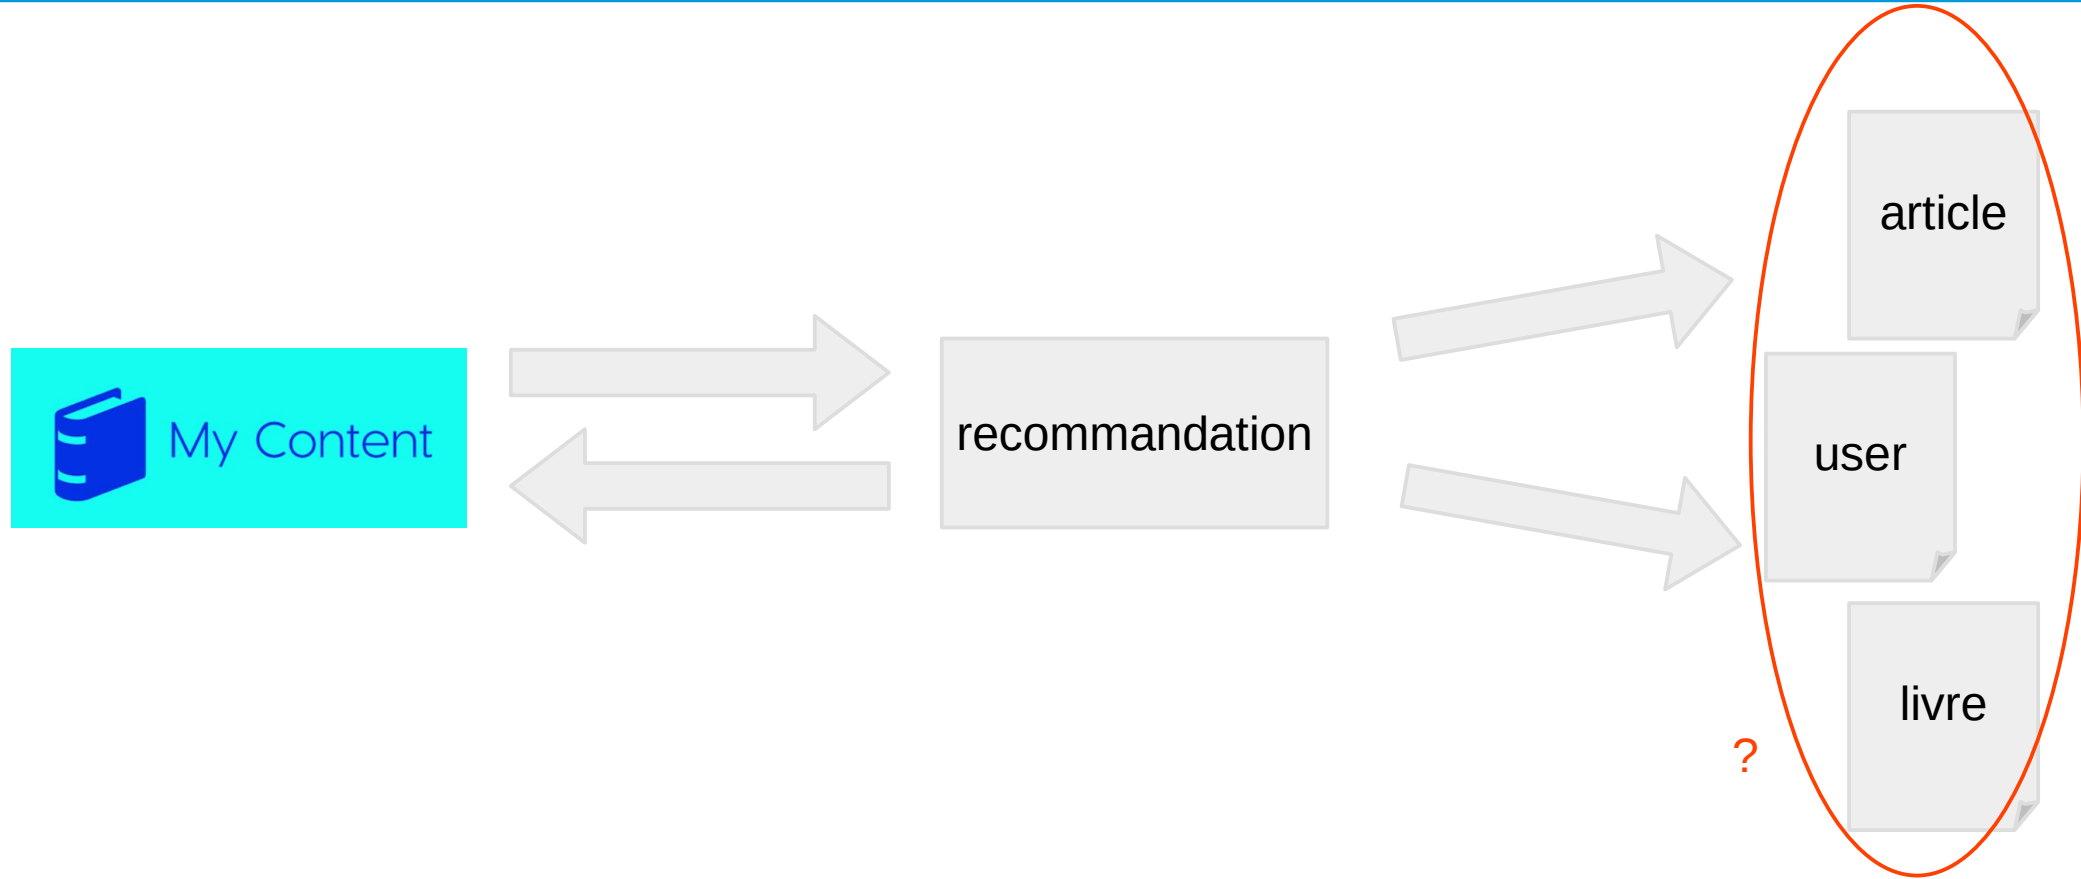 My Content
recommandation
article
user
livre
?